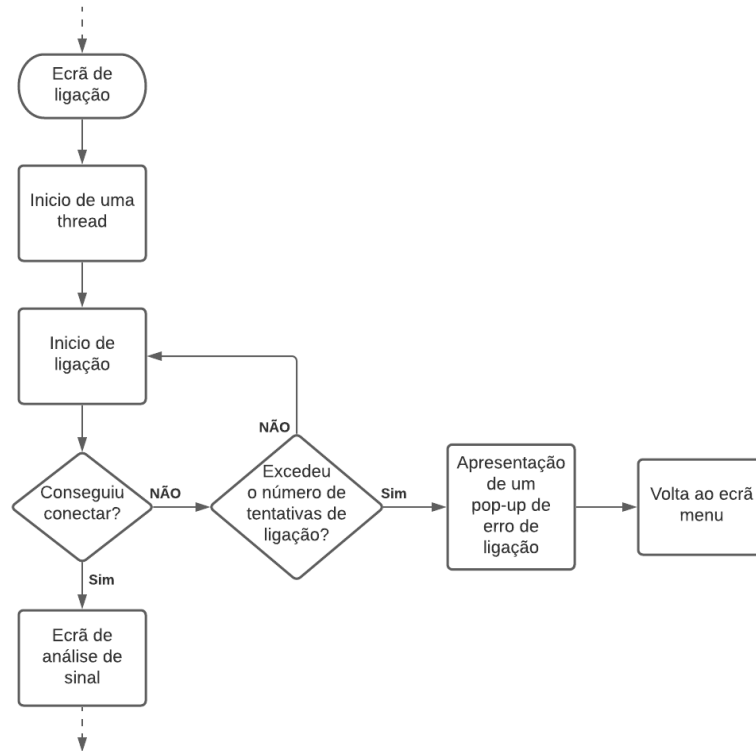 Ecrã de
ligação
Inicio de uma
thread
Inicio de
ligação
NÃO
Conseguiu
conectar?
NÃO
Excedeu
o número de
tentativas de
ligação?
Sim
Apresentação
de um
pop-up de
erro de
ligação
Volta ao ecrã
menu
Sim
Ecrã de
análise de
sinal